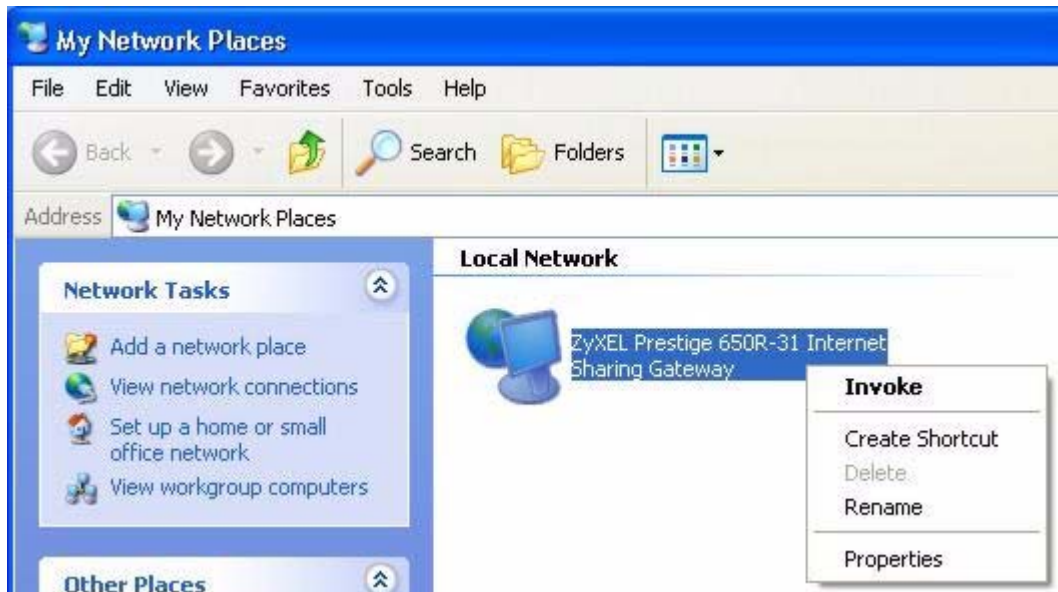 My Network Places
File Edit View Favorites Tools Help
Back Search Folders
Address My Network Places
Network Tasks
Add a network place
View network connections
Set up a home or small
office network
View workgroup computers
Other Places
Local Network
ZyXEL Prestige 650R-31 Internet
Sharing Gateway
Invoke
Create Shortcut
Delete
Rename
Properties